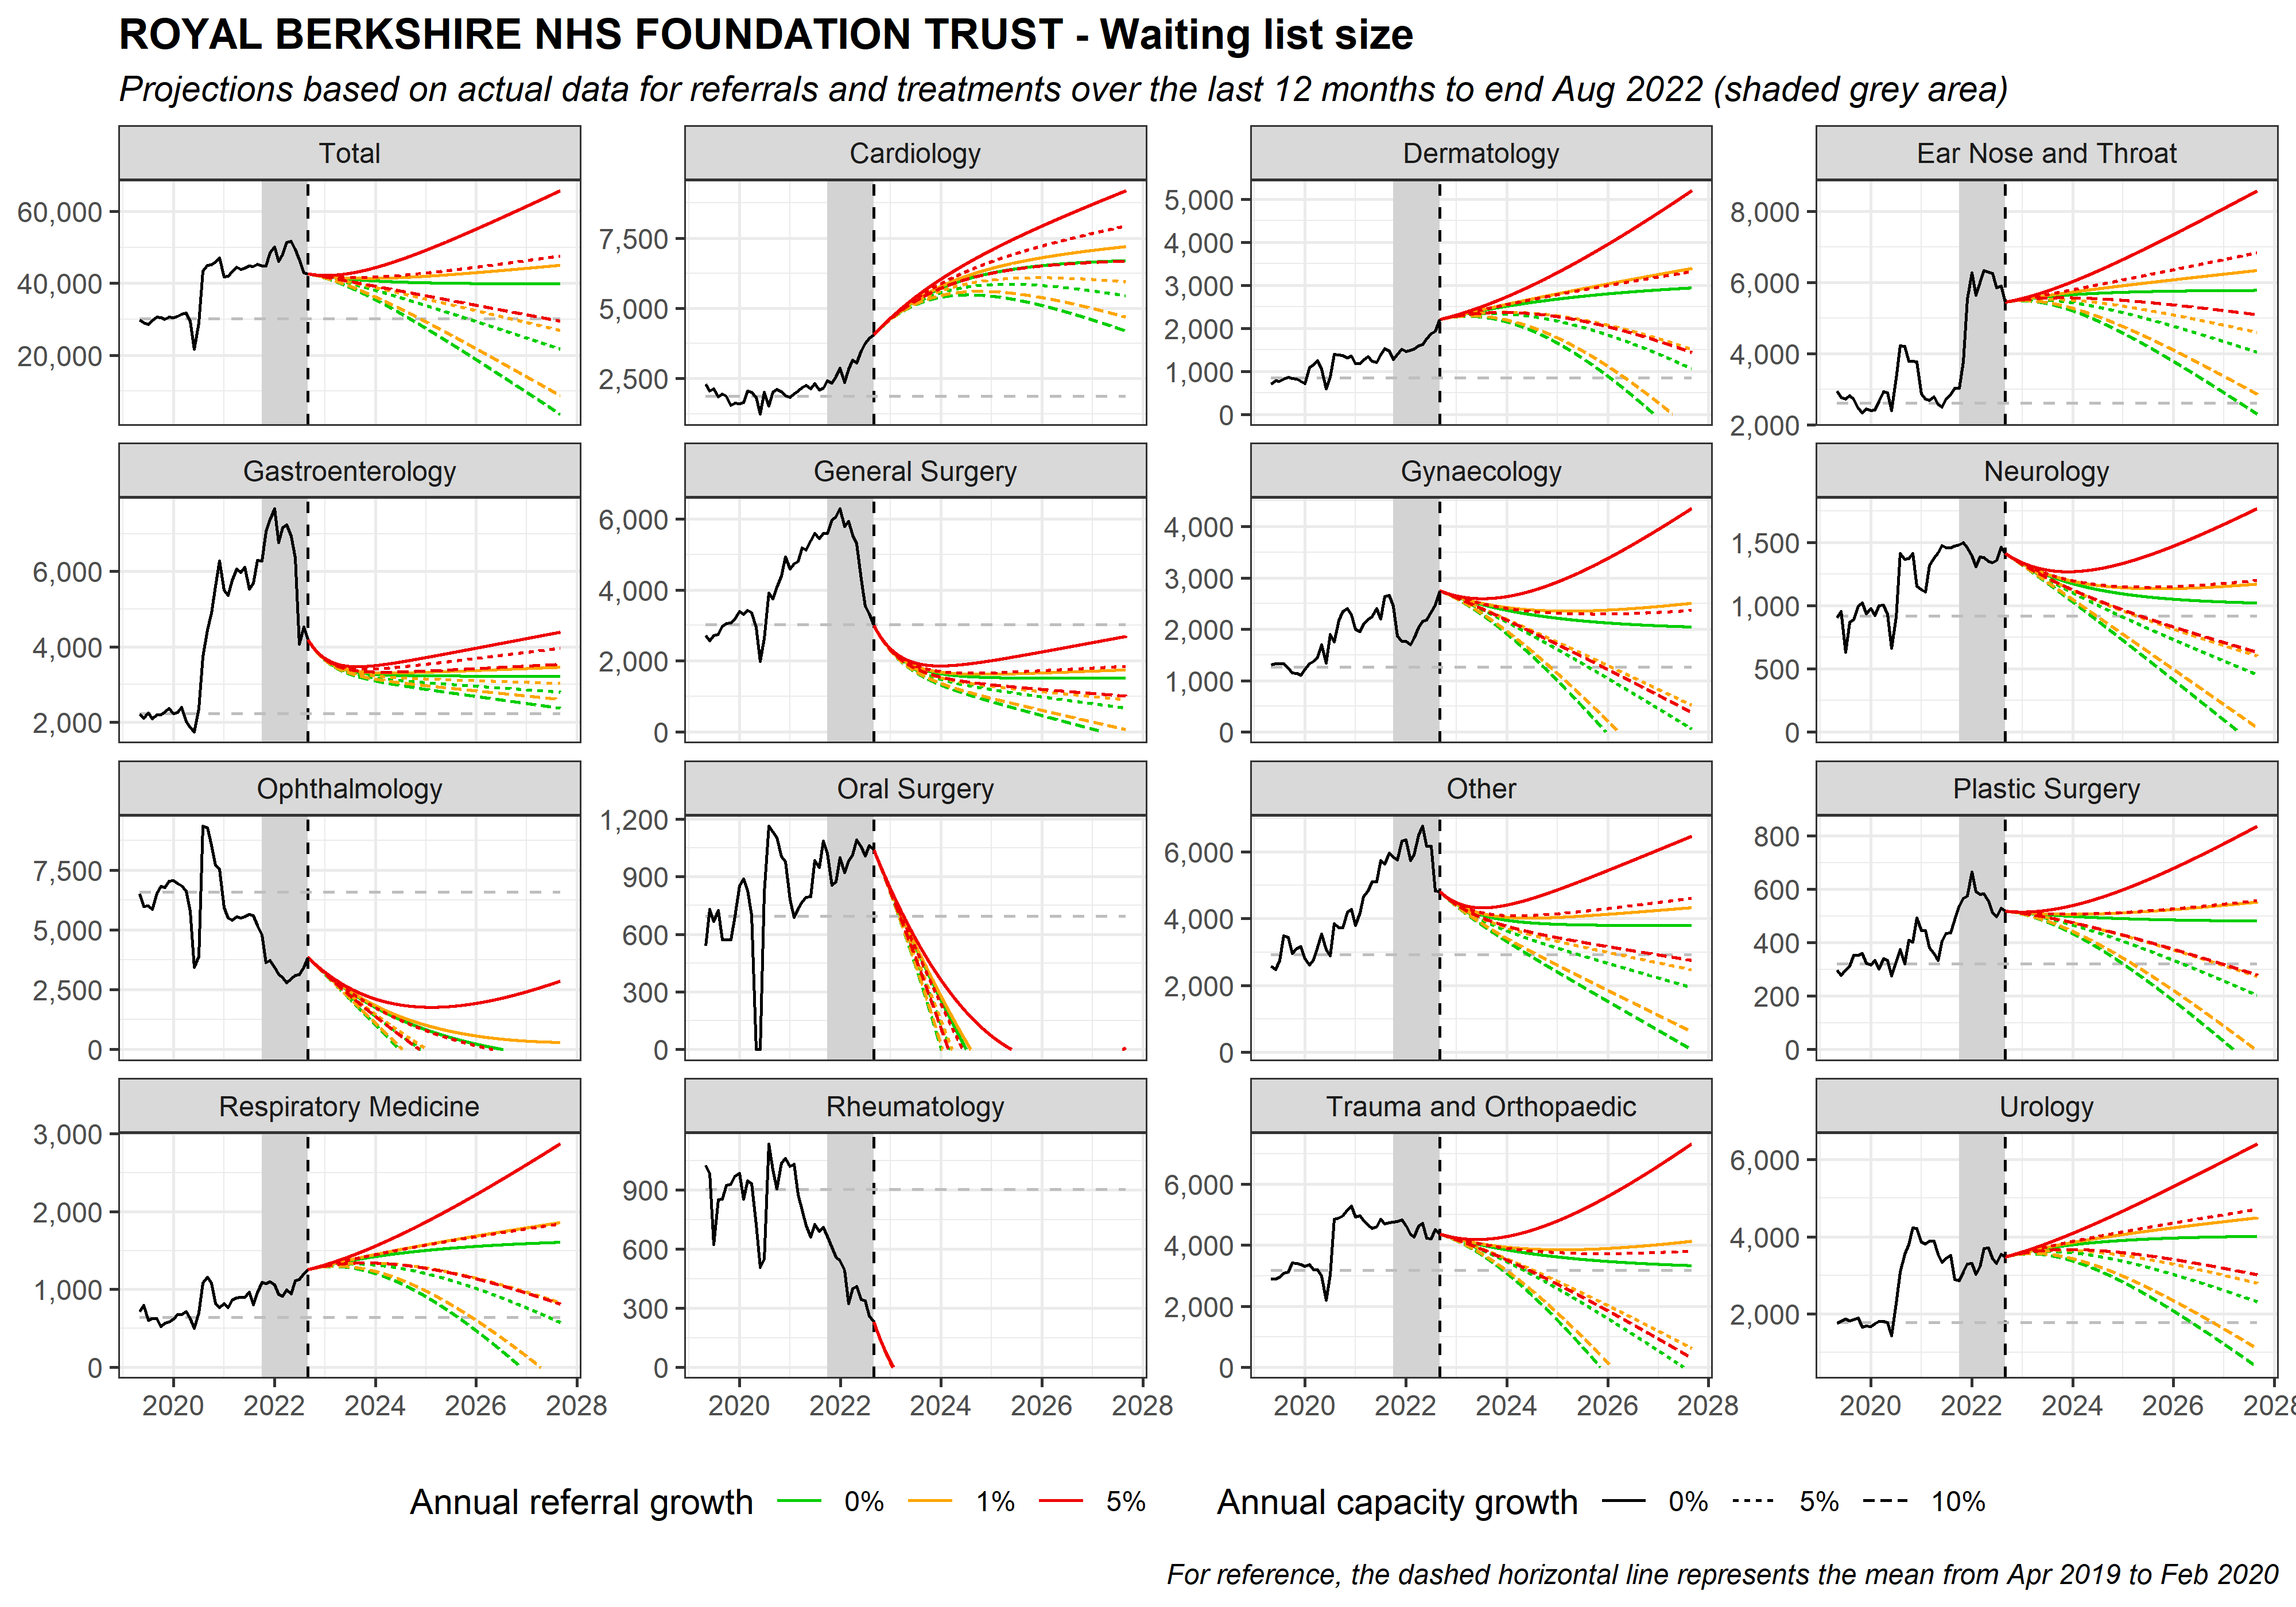 ROYAL BERKSHIRE NHS FOUNDATION TRUST - Waiting list size
Projections based on actual data for referrals and treatments over the last 12 months to end Aug 2022 (shaded grey area)
Total
60,000
40,000
20,000
Cardiology
7,500
5,000
2,500
Dermatology
5,000
4,000
3,000
2,000
1,000
0
Ear Nose and Throat
8,000
6,000
4,000
2,000
Gastroenterology
6,000
4,000
2,000
General Surgery
6,000
4,000
2,000
0
Gynaecology
4,000
3,000
2,000
1,000
0
Neurology
1,500
1,000
500
0
Ophthalmology
7,500
5,000
2,500
0
Oral Surgery
1,200
900
600
300
0
Other
6,000
4,000
2,000
0
Plastic Surgery
800
600
400
200
0
Respiratory Medicine
3,000
2,000
1,000
0
2020 2022 2024 2026 2028
Rheumatology
900
600
300
0
2020 2022 2024 2026 2028
Trauma and Orthopaedic
6,000
4,000
2,000
0
2020 2022 2024 2026 2028
Urology
6,000
4,000
2,000
2020 2022 2024 2026 2028
Annual referral growth 0% 1% 5% Annual capacity growth 0% 5% 10%
For reference, the dashed horizontal line represents the mean from Apr 2019 to Feb 2020